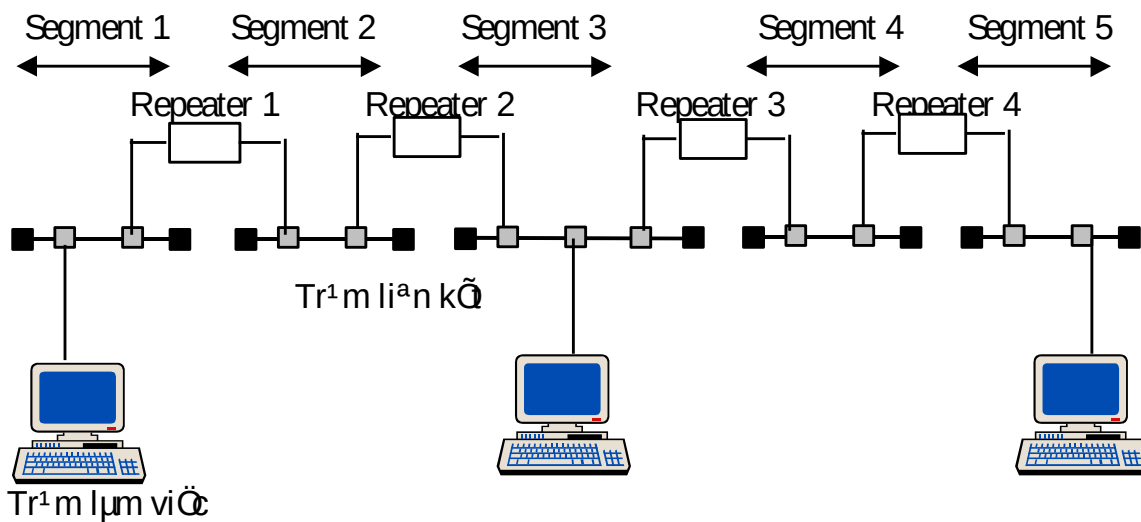 Segment 1 Segment 2 Segment 3 Segment 4 Segment 5
Repeater 1 Repeater 2 Repeater 3 Repeater 4
Tr¹m liªn kÕt
Tr¹m lµm viÖc